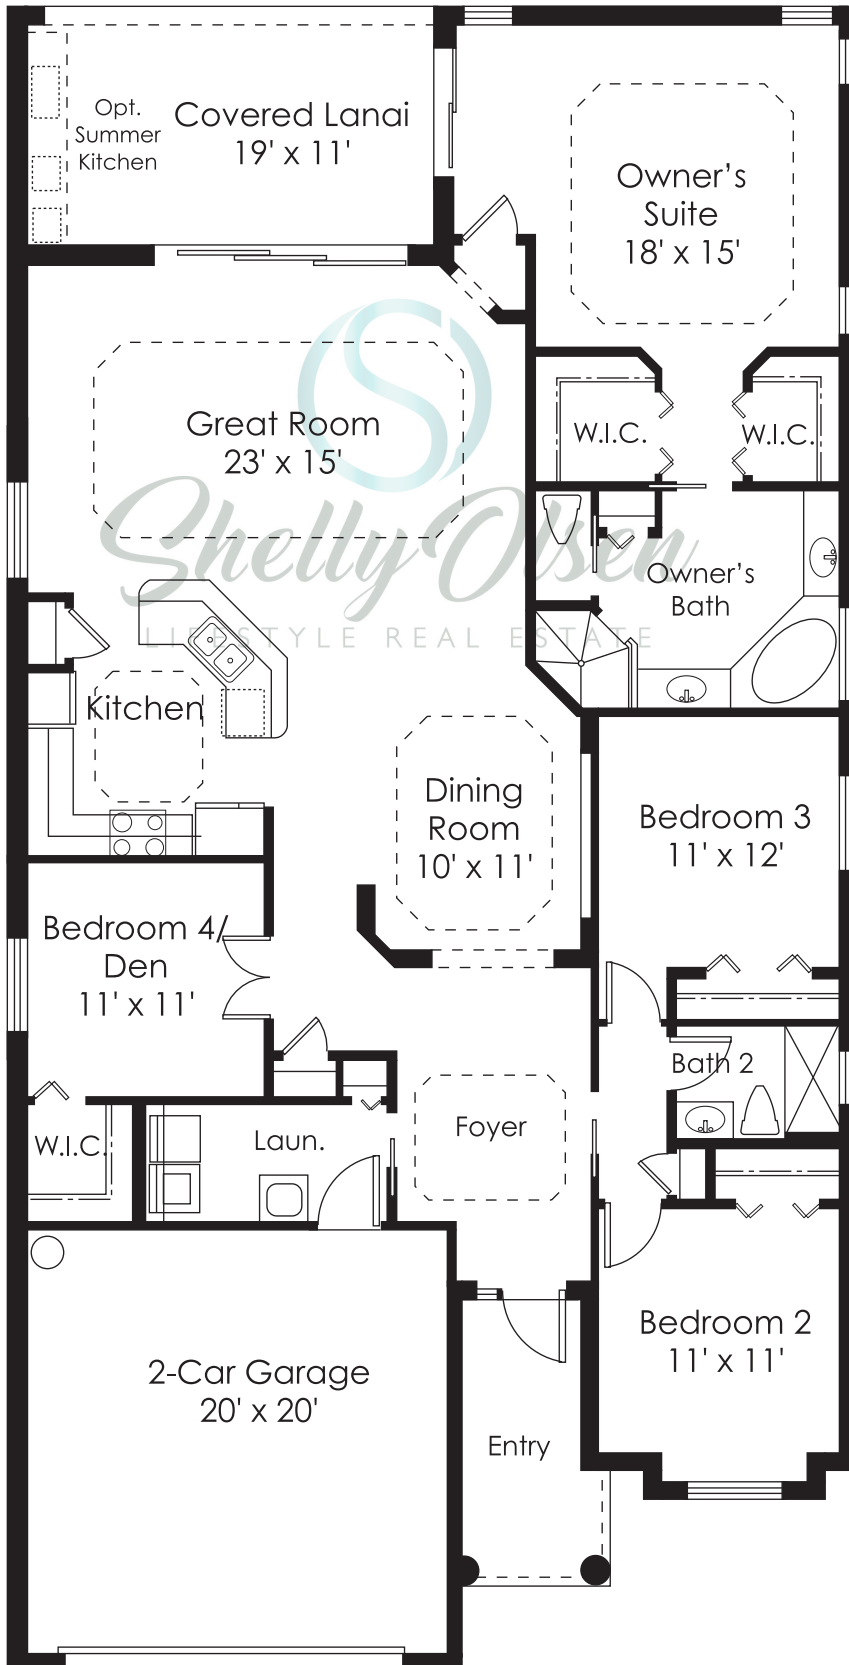 Opt.
Summer
Kitchen
Covered Lanai
19' x 11'
Owner's
Suite
18' x 15'
Great Room
23' x 15'
W.I.C.
W.I.C.
Shelly Olsen
LIFESTYLE REAL ESTATE
Owner's
Bath
Kitchen
Dining
Room
10' x 11'
Bedroom 3
11' x 12'
Bedroom 4/
Den
11' x 11'
Bath 2
W.I.C.
Laun.
Foyer
Bedroom 2
11' x 11'
2-Car Garage
20' x 20'
Entry